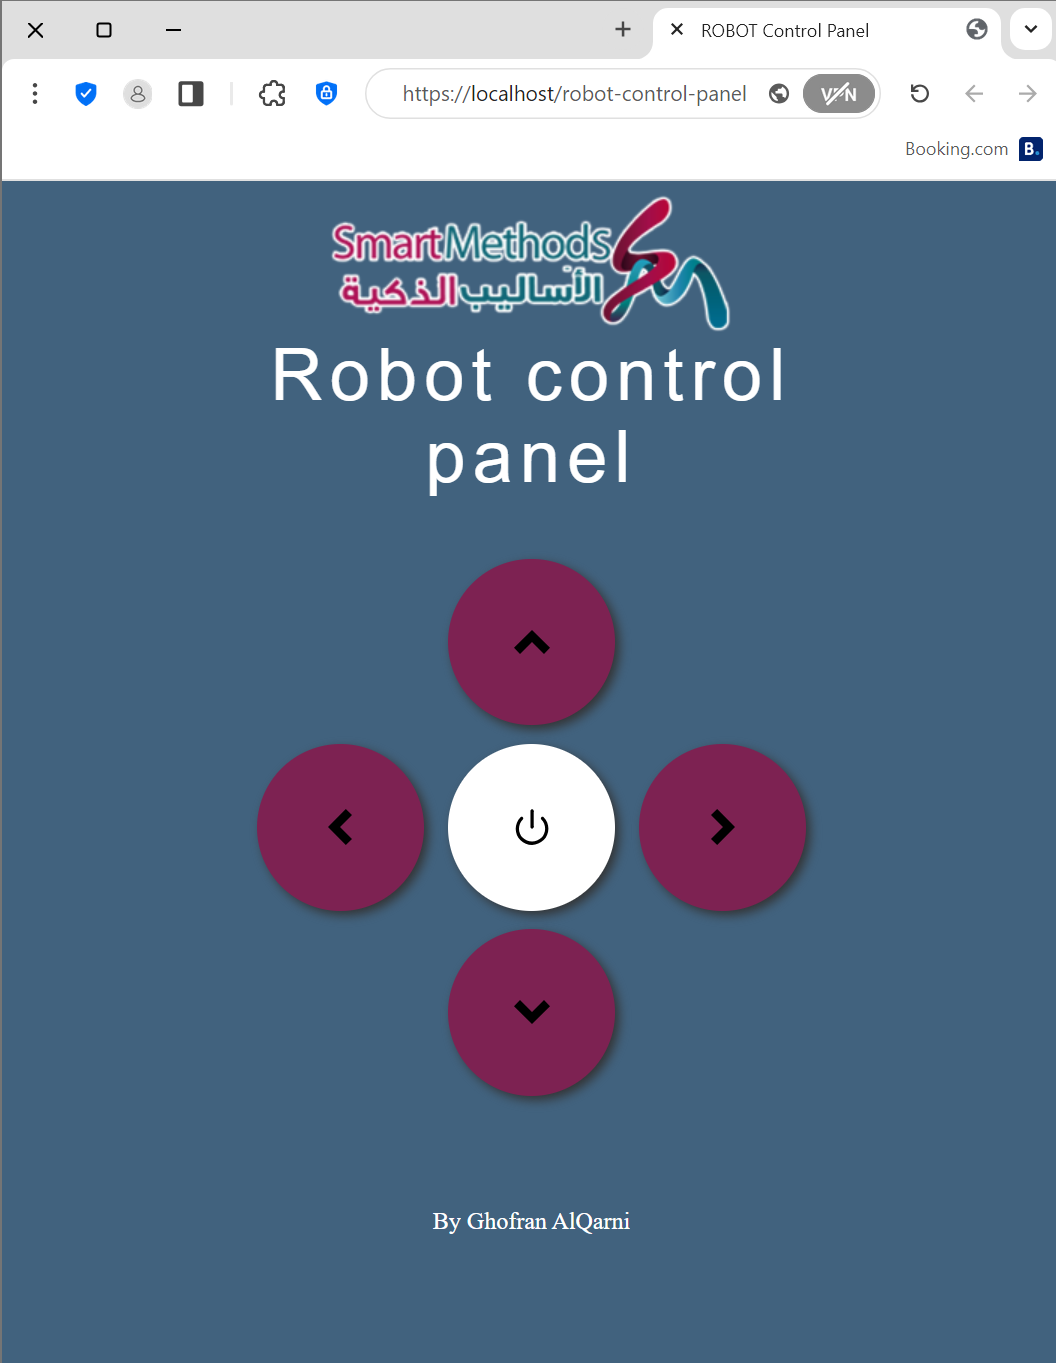 ROBOT Control Panel
https://localhost/robot-control-panel
VPN
Booking.com
B.
SmartMethods
الأساليب الذكية
Robot control
panel
By Ghofran AlQarni